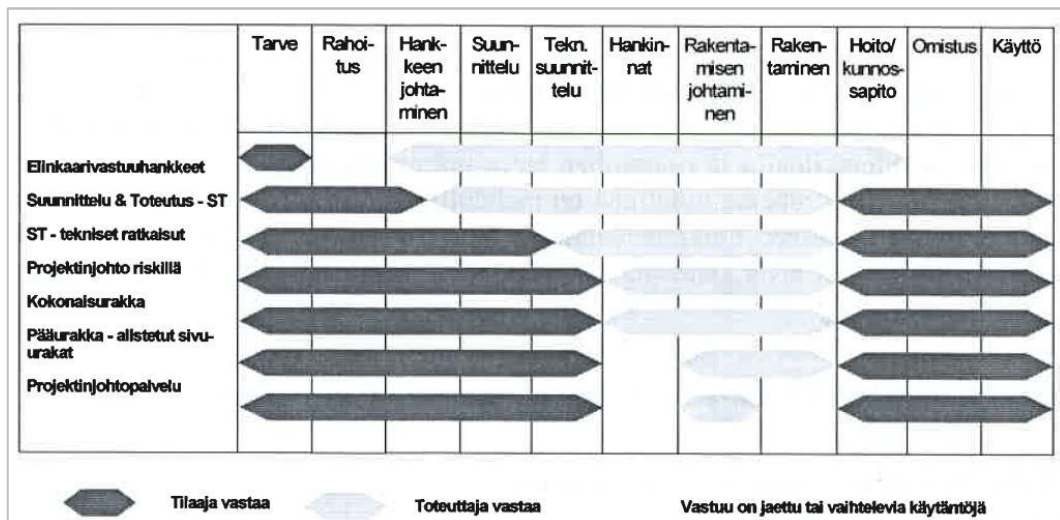 Tarve
Rahoi-
tus
Hank-
keen
johta-
minen
Suun-
nittelu
Tekn.
suunnit-
telu
Hankin-
nat
Rakenta-
misen
johtami-
nen
Raken-
taminen
Hoito/
kunnos-
sapito
Omistus
Käyttö
Elinkaarivastuuhankkeet
Suunnittelu & Toteutus - ST
ST - tekniset ratkaisut
Projektinjohto riskillä
Kokonaisurakka
Pääurakka - alistetut sivu-
urakat
Projektinjohtopalvelu
Tilaaja vastaa
Toteuttaja vastaa
Vastuu on jaettu tai vaihtelevia käytäntöjä